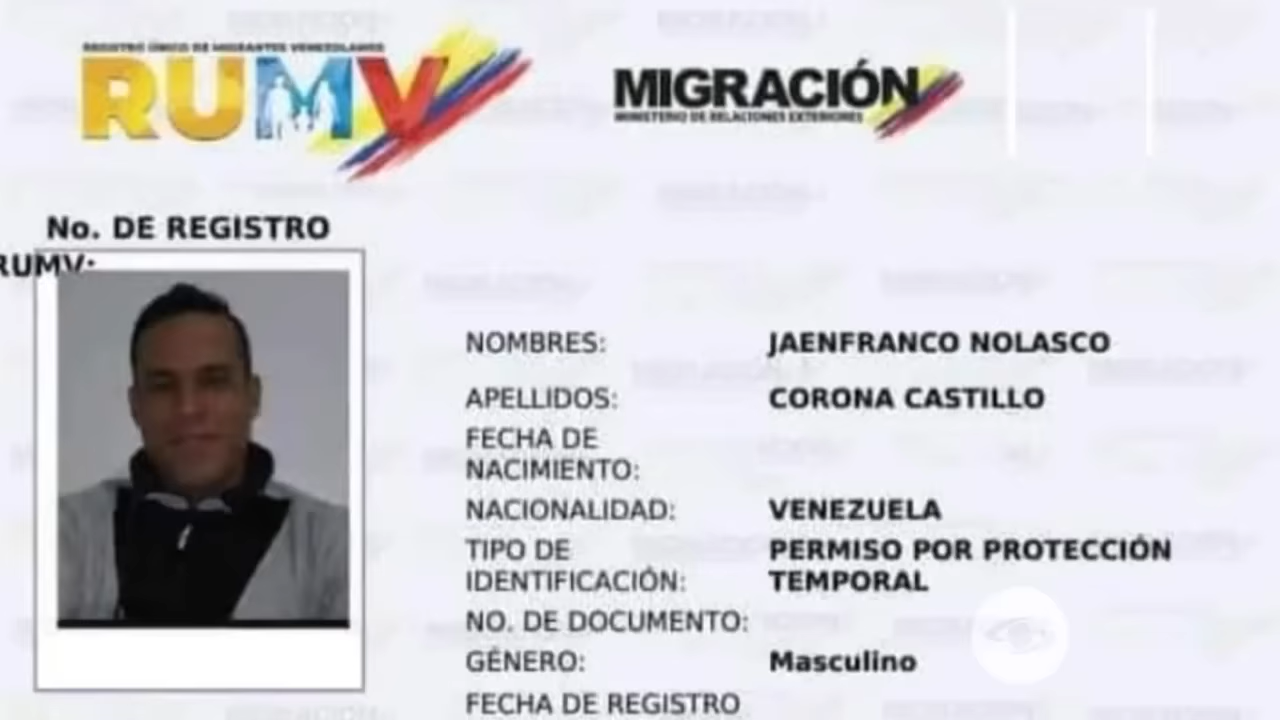 REGISTRO ÚNICO DE MIGRANTES VENEZOLANOS
RUMV
MIGRACIÓN
MINISTERIO DE RELACIONES EXTERIORES
No. DE REGISTRO
RUMV:
NOMBRES: JAENFRANCO NOLASCO
APELLIDOS: CORONA CASTILLO
FECHA DE
NACIMIENTO:
NACIONALIDAD: VENEZUELA
TIPO DE PERMISO POR PROTECCIÓN
IDENTIFICACIÓN: TEMPORAL
NO. DE DOCUMENTO:
GÉNERO: Masculino
FECHA DE REGISTRO